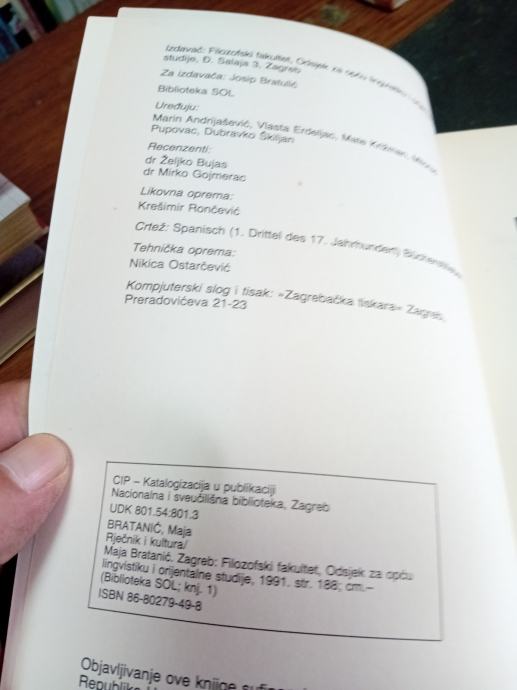 Izdavač: Filozofski fakultet, Odsjek za opću lingvistiku i
studije, Đ. Salaja 3, Zagreb
Za izdavača: Josip Bratulić
Biblioteka SOL
Uređuju:
Marin Andrijašević, Vlasta Erdeljac, Mate Križman, Milorad
Pupovac, Dubravko Škiljan
Recenzenti:
dr Željko Bujas
dr Mirko Gojmerac
Likovna oprema:
Krešimir Rončević
Crtež: Spanisch (1. Drittel des 17. Jahrhundert)
Tehnička oprema:
Nikica Ostarčević
Kompjuterski slog i tisak: »Zagrebačka tiskara« Zagreb,
Preradovićeva 21-23
CIP – Katalogizacija u publikaciji
Nacionalna i sveučilišna biblioteka, Zagreb
UDK 801.54:801.3
BRATANIĆ, Maja
Rječnik i kultura/
Maja Bratanić. Zagreb: Filozofski fakultet, Odsjek za opću
lingvistiku i orijentalne studije, 1991. str. 188; cm.–
(Biblioteka SOL; knj. 1)
ISBN 86-80279-49-8
Objavljivanje ove knjige